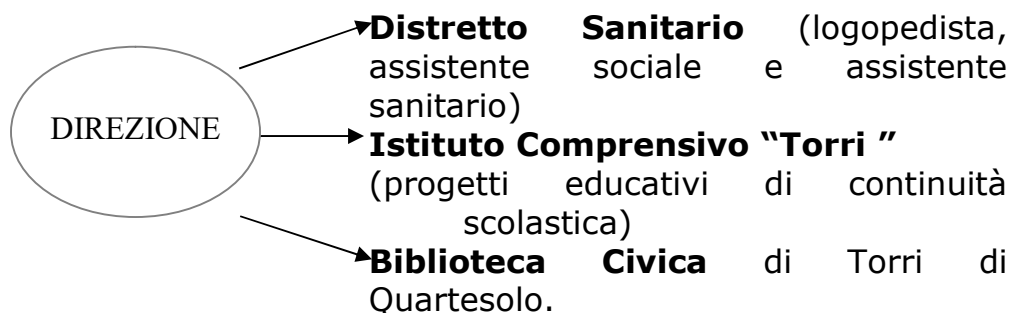 DIREZIONE
Distretto Sanitario (logopedista,
assistente sociale e assistente
sanitario)
Istituto Comprensivo “Torri ”
(progetti educativi di continuità
scolastica)
Biblioteca Civica di Torri di
Quartesolo.